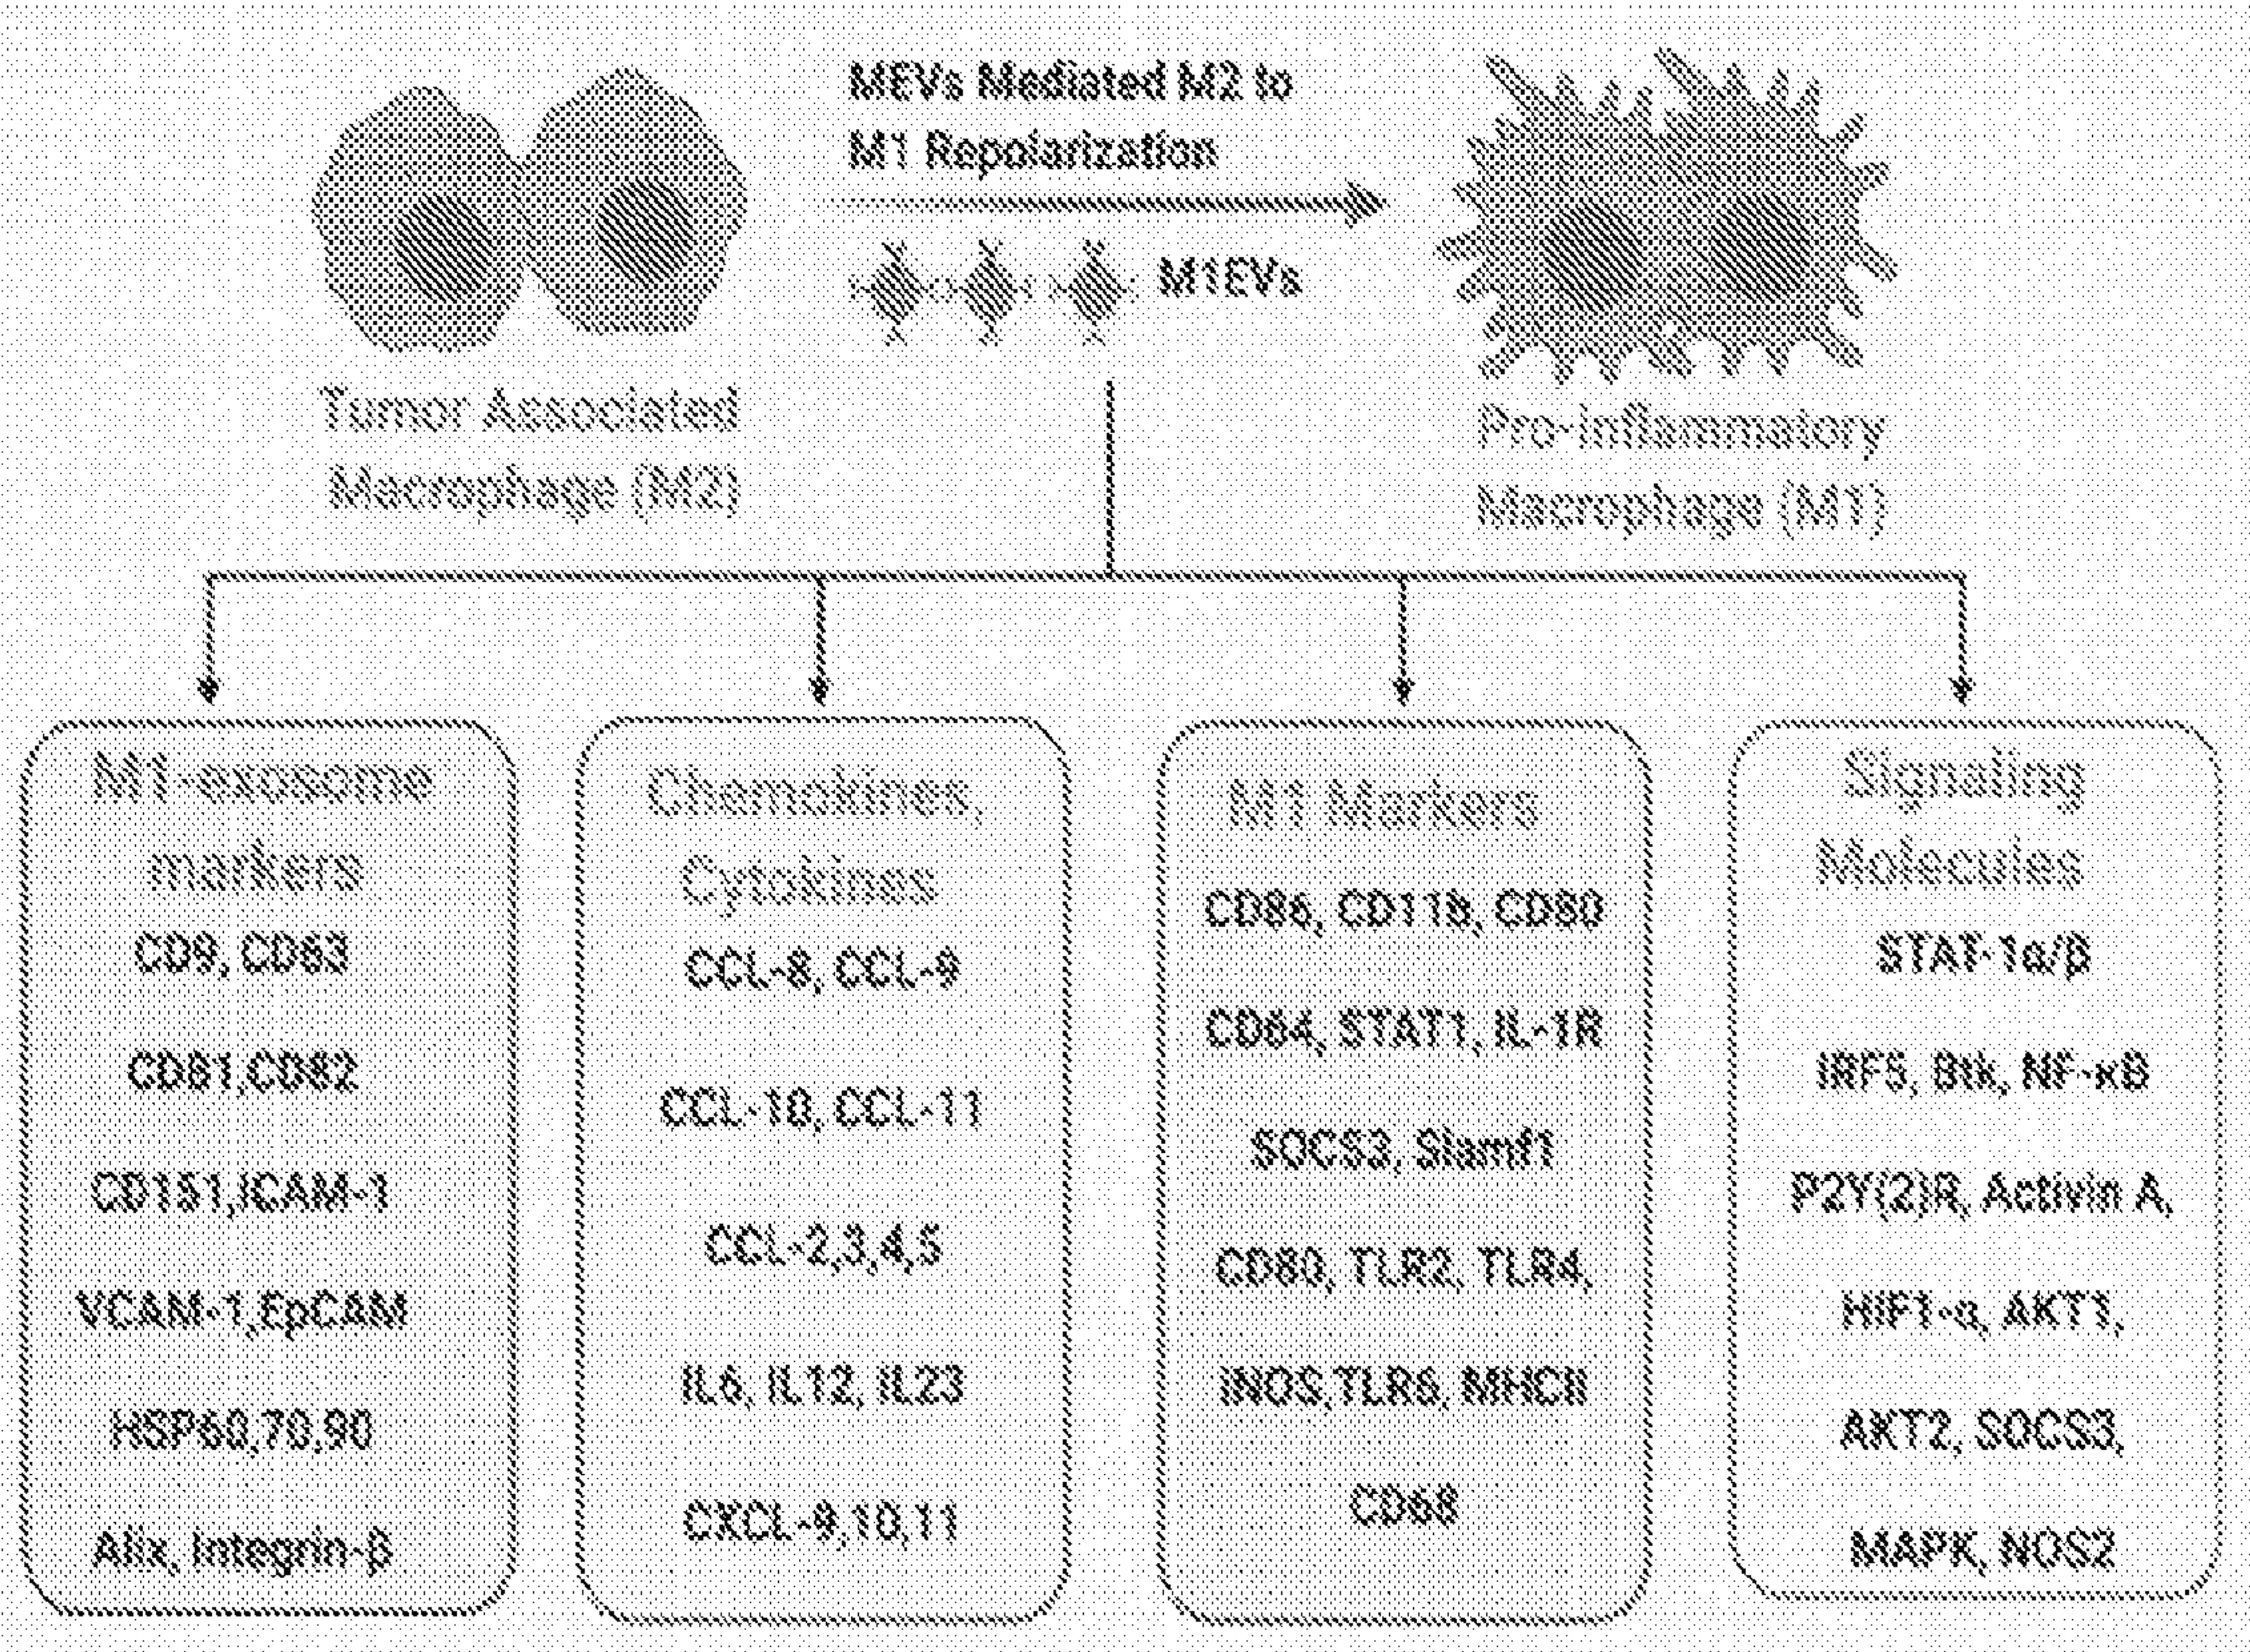 MEVs Mediated M2 to
M1 Repolarization
M1EVs
Tumor Associated
Macrophage (M2)
Pro-inflammatory
Macrophage (M1)
M1-exosome
markers
CD9, CD63
CD81,CD82
CD151,ICAM-1
VCAM-1,EpCAM
HSP60,70,90
Alix, Integrin-β
Chemokines,
Cytokines
CCL-8, CCL-9
CCL-10, CCL-11
CCL-2,3,4,5
IL6, IL12, IL23
CXCL-9,10,11
M1 Markers
CD86, CD11b, CD80
CD64, STAT1, IL-1R
SOCS3, Slamf1
CD80, TLR2, TLR4,
iNOS,TLR6, MHCII
CD68
Signaling
Molecules
STAT-1α/β
IRF5, Btk, NF-κB
P2Y(2)R, Activin A,
HIF1-α, AKT1,
AKT2, SOCS3,
MAPK, NOS2